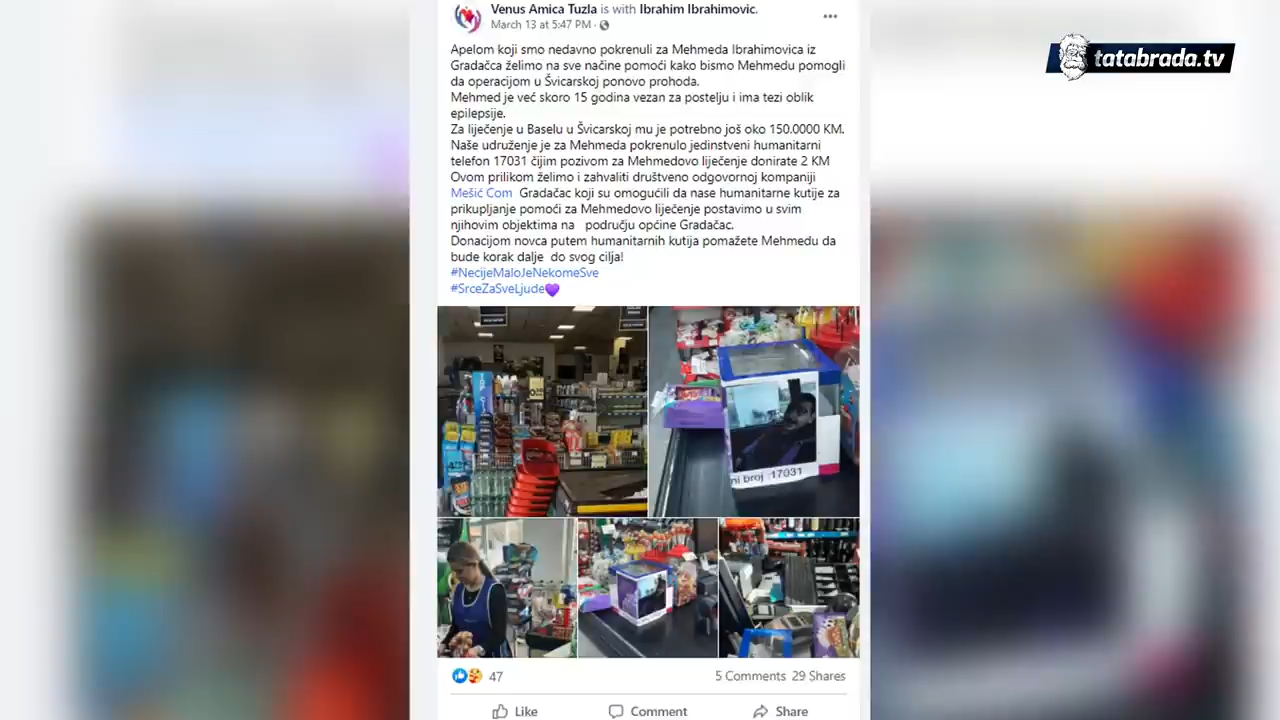 Venus Amica Tuzla is with Ibrahim Ibrahimovic.
March 13 at 5:47 PM ·
tatabrada.tv
Apelom koji smo nedavno pokrenuli za Mehmeda Ibrahimovica iz
Gradačca želimo na sve načine pomoći kako bismo Mehmedu pomogli
da operacijom u Švicarskoj ponovo prohoda.
Mehmed je već skoro 15 godina vezan za postelju i ima tezi oblik
epilepsije.
Za liječenje u Baselu u Švicarskoj mu je potrebno još oko 150.0000 KM.
Naše udruženje je za Mehmeda pokrenulo jedinstveni humanitarni
telefon 17031 čijim pozivom za Mehmedovo liječenje donirate 2 KM
Ovom prilikom želimo i zahvaliti društveno odgovornoj kompaniji
Mešić Com Gradačac koji su omogućili da nase humanitarne kutije za
prikupljanje pomoći za Mehmedovo liječenje postavimo u svim
njihovim objektima na području općine Gradačac.
Donacijom novca putem humanitarnih kutija pomažete Mehmedu da
bude korak dalje do svog cilja!
#NecijeMaloJeNekomeSve
#SrceZaSveLjude💜
ni broj 17031
47
5 Comments 29 Shares
Like
Comment
Share